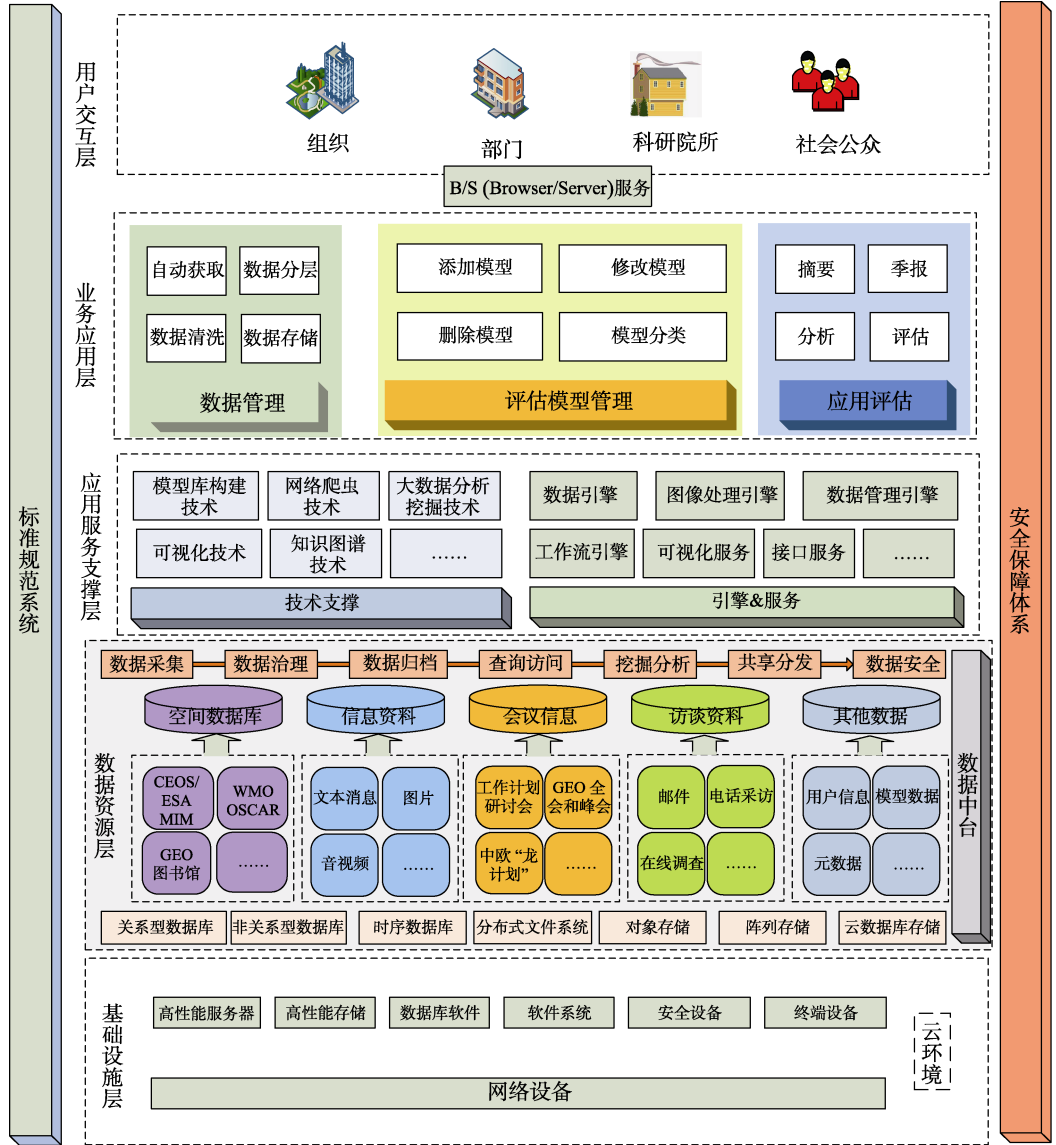 标准规范系统
安全保障体系
用户交互层
组织
部门
科研院所
社会公众
B/S (Browser/Server)服务
业务应用层
自动获取
数据分层
数据清洗
数据存储
数据管理
添加模型
修改模型
删除模型
模型分类
评估模型管理
摘要
季报
分析
评估
应用评估
应用服务支撑层
模型库构建
技术
网络爬虫
技术
大数据分析
挖掘技术
可视化技术
知识图谱
技术
……
技术支撑
数据引擎
图像处理引擎
数据管理引擎
工作流引擎
可视化服务
接口服务
……
引擎&服务
数据资源层
数据采集
数据治理
数据归档
查询访问
挖掘分析
共享分发
数据安全
空间数据库
信息资料
会议信息
访谈资料
其他数据
CEOS/
ESA
MIM
WMO
OSCAR
GEO
图书馆
……
文本消息
图片
音视频
……
工作计划
研讨会
GEO 全
会和峰会
中欧“龙
计划”
……
邮件
电话采访
在线调查
……
用户信息
模型数据
元数据
……
数据中台
关系型数据库
非关系型数据库
时序数据库
分布式文件系统
对象存储
阵列存储
云数据库存储
基础设施层
高性能服务器
高性能存储
数据库软件
软件系统
安全设备
终端设备
云环境
网络设备